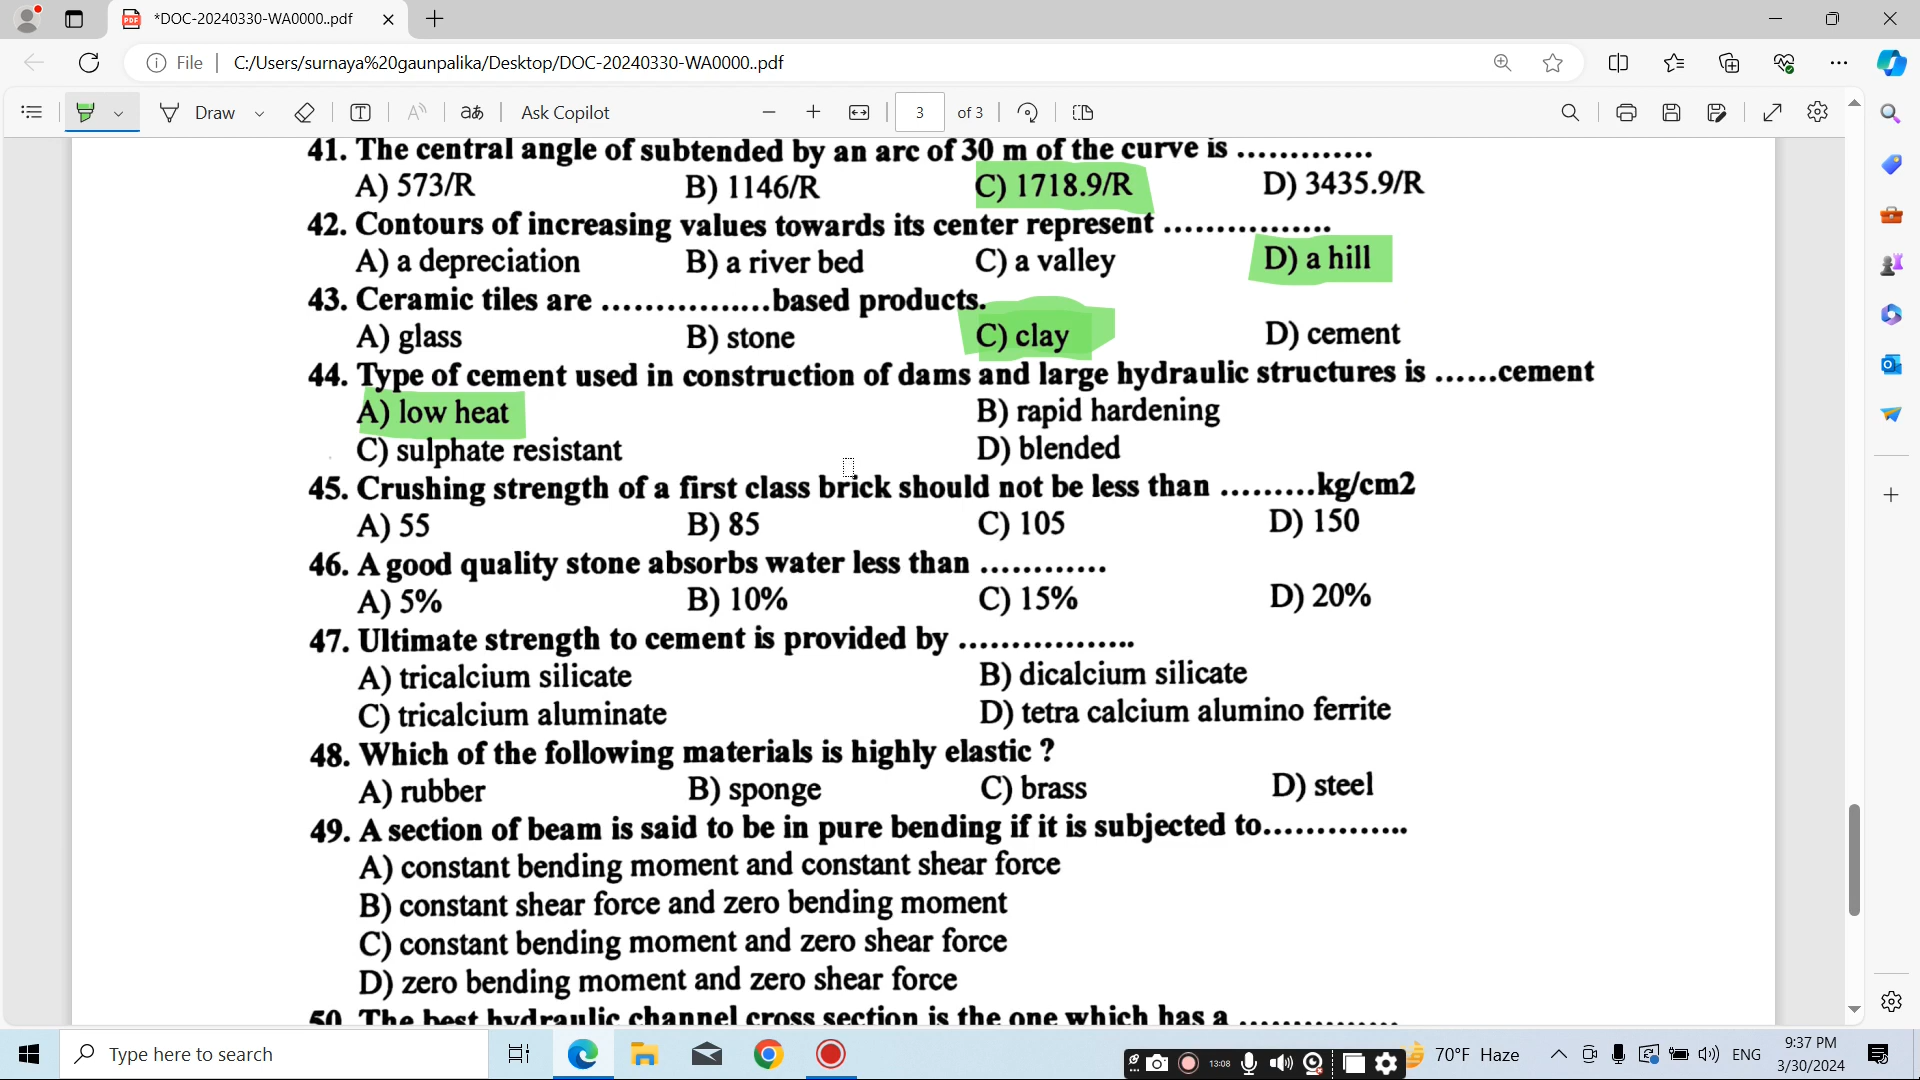 *DOC-20240330-WA0000..pdf
File C:/Users/surnaya%20gaunpalika/Desktop/DOC-20240330-WA0000..pdf
Draw Ask Copilot 3 of 3
41. The central angle of subtended by an arc of 30 m of the curve is .............
A) 573/R B) 1146/R C) 1718.9/R D) 3435.9/R
42. Contours of increasing values towards its center represent ................
A) a depreciation B) a river bed C) a valley D) a hill
43. Ceramic tiles are .................based products.
A) glass B) stone C) clay D) cement
44. Type of cement used in construction of dams and large hydraulic structures is ......cement
A) low heat B) rapid hardening
C) sulphate resistant D) blended
45. Crushing strength of a first class brick should not be less than .........kg/cm2
A) 55 B) 85 C) 105 D) 150
46. A good quality stone absorbs water less than ............
A) 5% B) 10% C) 15% D) 20%
47. Ultimate strength to cement is provided by .................
A) tricalcium silicate B) dicalcium silicate
C) tricalcium aluminate D) tetra calcium alumino ferrite
48. Which of the following materials is highly elastic ?
A) rubber B) sponge C) brass D) steel
49. A section of beam is said to be in pure bending if it is subjected to..............
A) constant bending moment and constant shear force
B) constant shear force and zero bending moment
C) constant bending moment and zero shear force
D) zero bending moment and zero shear force
50. The best hydraulic channel cross section is the one which has a ...............
Type here to search 13:08 70°F Haze ENG 9:37 PM
3/30/2024